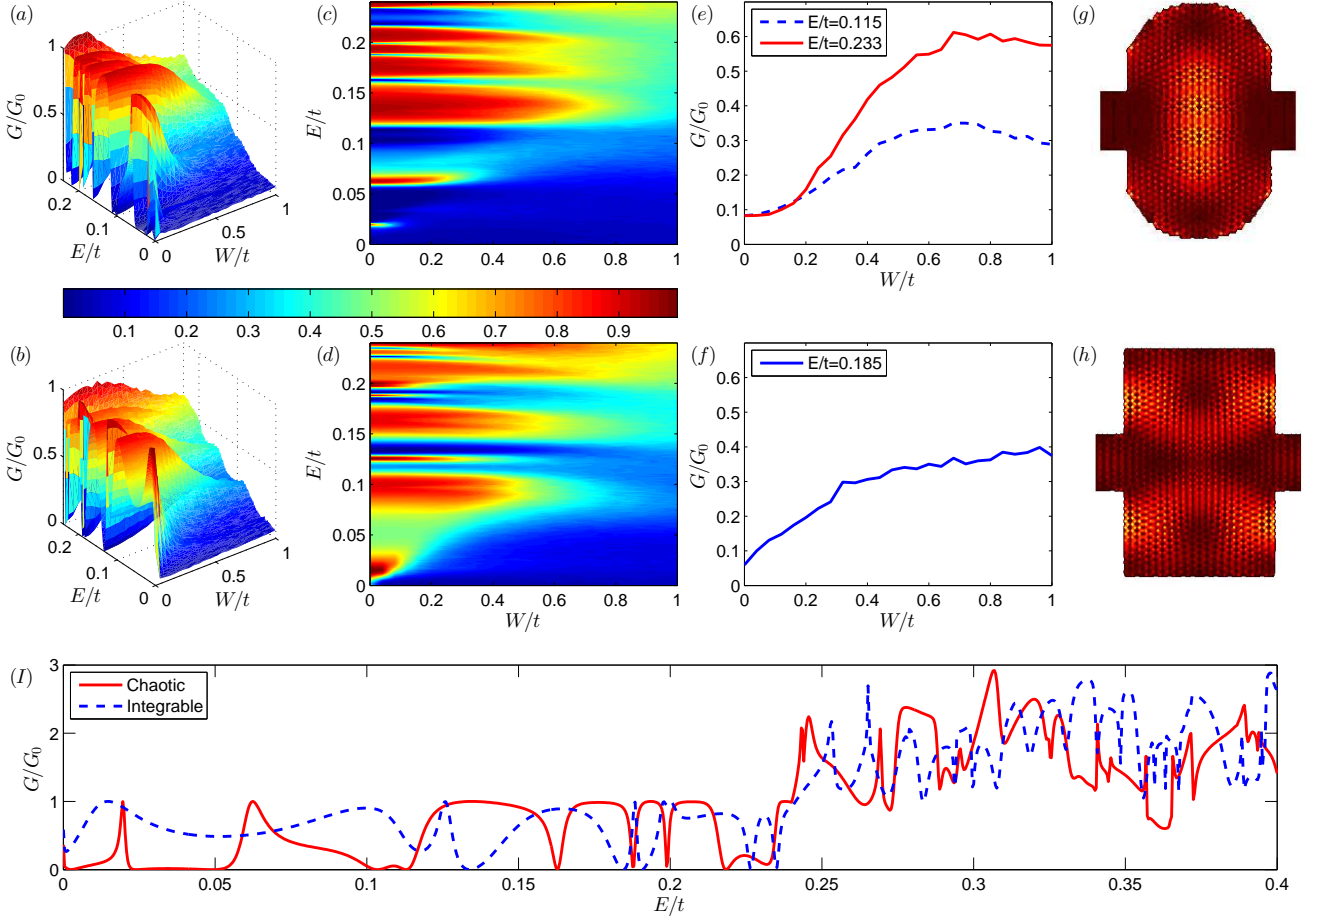 (a)
G/G0
1
0.5
0
0.2
0.1
0
E/t
0
0.5
1
W/t
(c)
E/t
0.2
0.15
0.1
0.05
0
0 0.2 0.4 0.6 0.8 1
(e)
E/t=0.115
E/t=0.233
G/G0
0.6
0.5
0.4
0.3
0.2
0.1
0
0 0.2 0.4 0.6 0.8 1
W/t
(g)
0.1 0.2 0.3 0.4 0.5 0.6 0.7 0.8 0.9
(b)
G/G0
1
0.5
0
0.2
0.1
0
E/t
0
0.5
1
W/t
(d)
E/t
0.2
0.15
0.1
0.05
0
0 0.2 0.4 0.6 0.8 1
W/t
(f)
E/t=0.185
G/G0
0.6
0.5
0.4
0.3
0.2
0.1
0
0 0.2 0.4 0.6 0.8 1
W/t
(h)
(I)
Chaotic
Integrable
G/G0
3
2
1
0
0 0.05 0.1 0.15 0.2 0.25 0.3 0.35 0.4
E/t